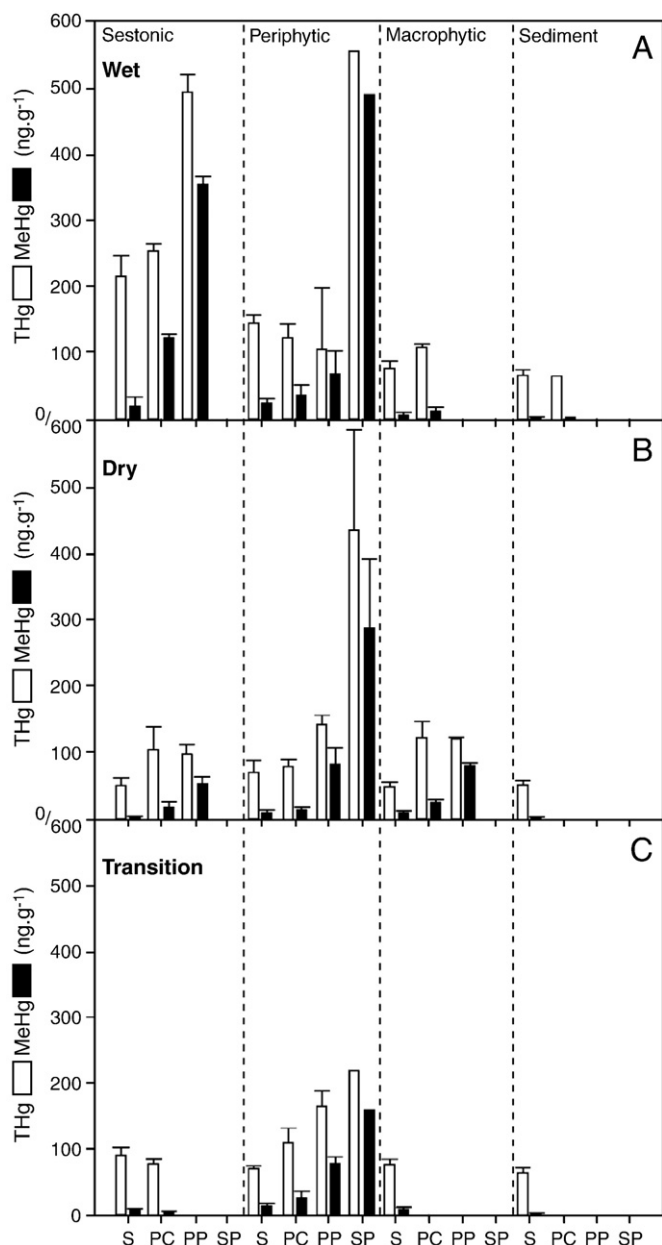 Sestonic Periphytic Macrophytic Sediment
A
Wet
600
500
400
300
200
100
0/
THg MeHg (ng.g⁻¹)
B
Dry
600
500
400
300
200
100
0/
THg MeHg (ng.g⁻¹)
C
Transition
600
500
400
300
200
100
0
THg MeHg (ng.g⁻¹)
S PC PP SP S PC PP SP S PC PP SP S PC PP SP